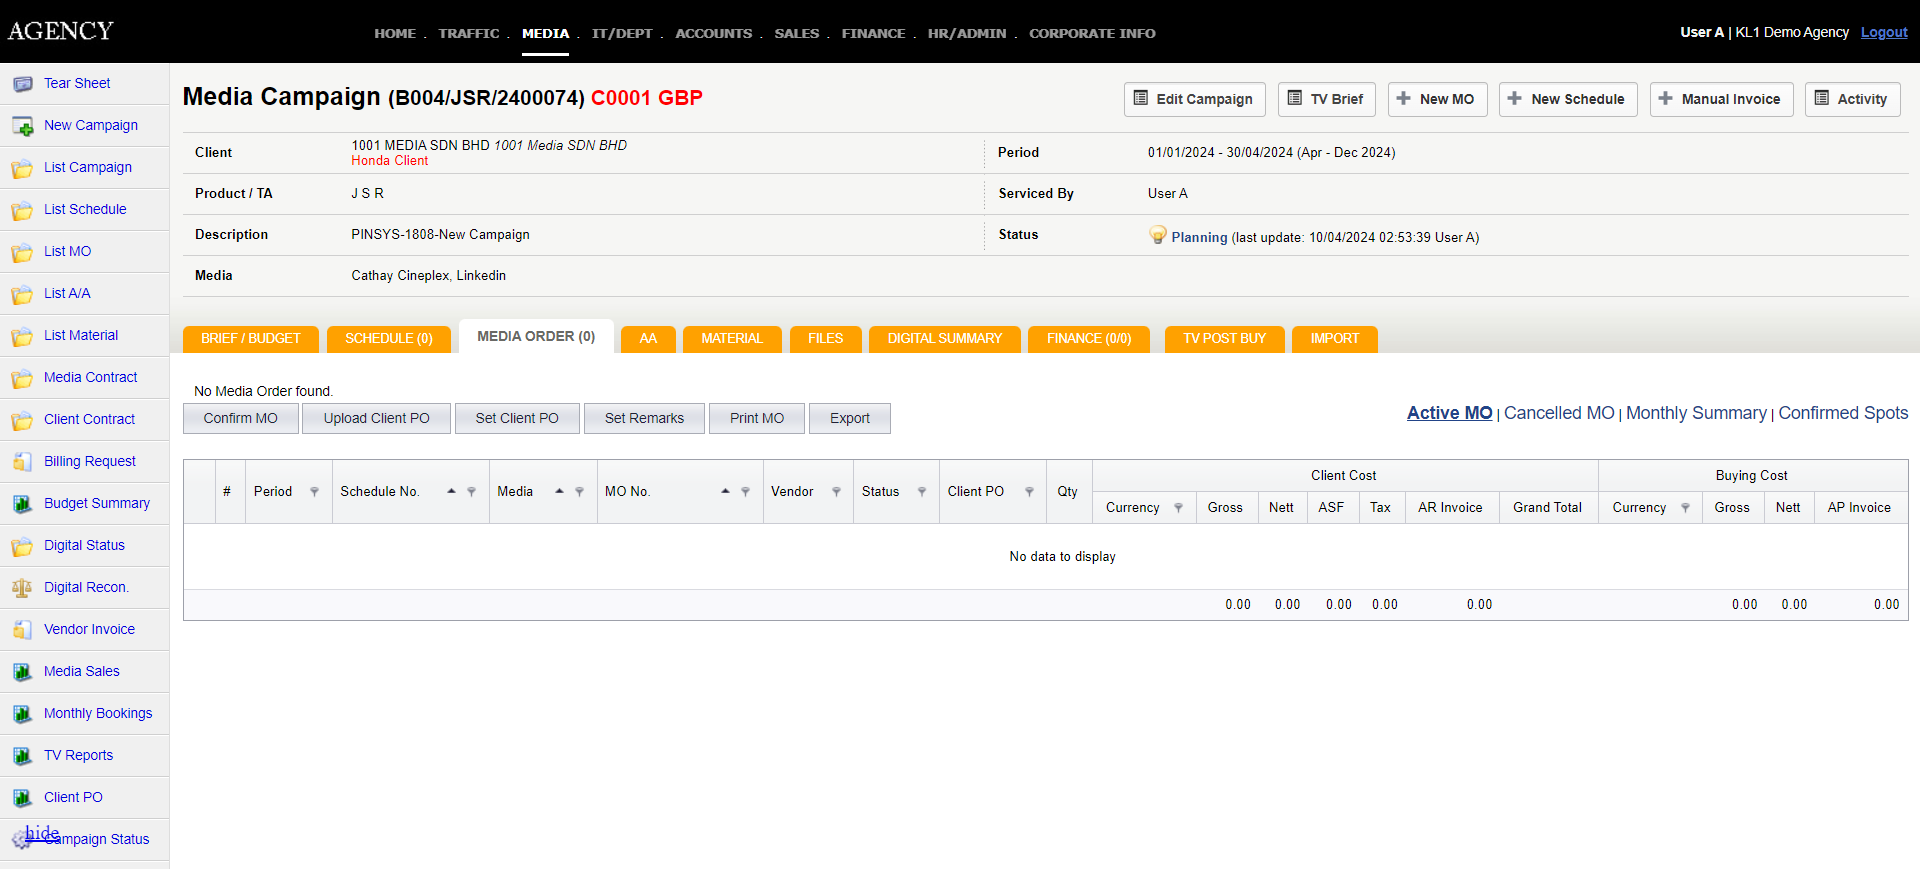 AGENCY
HOME . TRAFFIC . MEDIA . IT/DEPT . ACCOUNTS . SALES . FINANCE . HR/ADMIN . CORPORATE INFO
User A | KL1 Demo Agency Logout
Tear Sheet
New Campaign
List Campaign
List Schedule
List MO
List A/A
List Material
Media Contract
Client Contract
Billing Request
Budget Summary
Digital Status
Digital Recon.
Vendor Invoice
Media Sales
Monthly Bookings
TV Reports
Client PO
hide
Campaign Status
Media Campaign (B004/JSR/2400074) C0001 GBP
Edit Campaign TV Brief New MO New Schedule Manual Invoice Activity
Client 1001 MEDIA SDN BHD 1001 Media SDN BHD
Honda Client
Period 01/01/2024 - 30/04/2024 (Apr - Dec 2024)
Product / TA J S R
Serviced By User A
Description PINSYS-1808-New Campaign
Status Planning (last update: 10/04/2024 02:53:39 User A)
Media Cathay Cineplex, Linkedin
BRIEF / BUDGET SCHEDULE (0) MEDIA ORDER (0) AA MATERIAL FILES DIGITAL SUMMARY FINANCE (0/0) TV POST BUY IMPORT
No Media Order found.
Confirm MO Upload Client PO Set Client PO Set Remarks Print MO Export
Active MO | Cancelled MO | Monthly Summary | Confirmed Spots
# Period Schedule No. Media MO No. Vendor Status Client PO Qty
Client Cost Buying Cost
Currency Gross Nett ASF Tax AR Invoice Grand Total Currency Gross Nett AP Invoice
No data to display
0.00 0.00 0.00 0.00 0.00 0.00 0.00 0.00